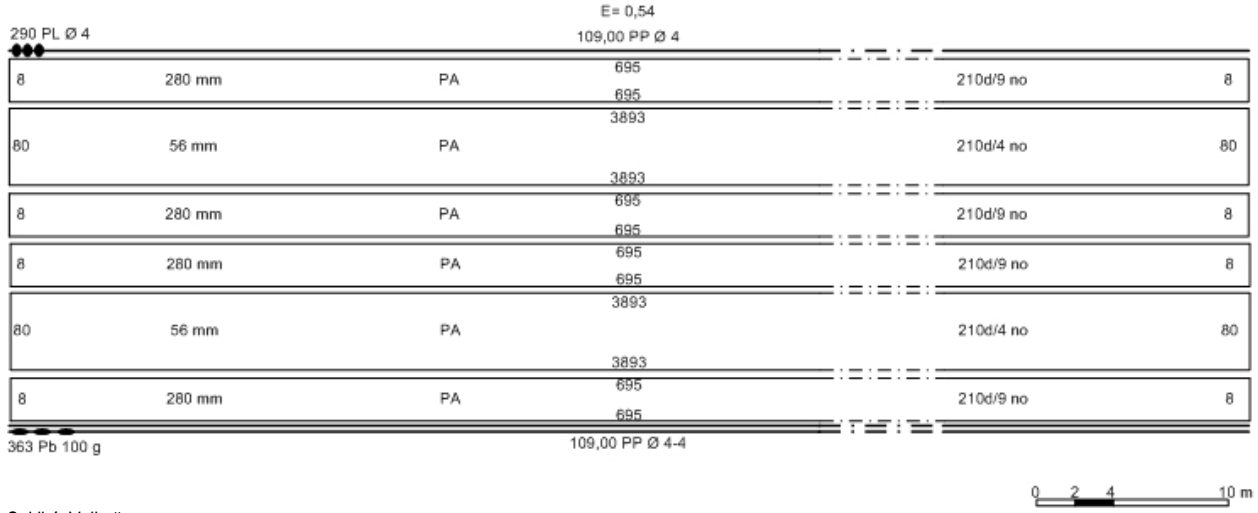 E= 0,54
290 PL Ø 4
109,00 PP Ø 4
695
8 280 mm PA 210d/9 no 8
695
3893
80 56 mm PA 210d/4 no 80
3893
695
8 280 mm PA 210d/9 no 8
695
695
8 280 mm PA 210d/9 no 8
695
3893
80 56 mm PA 210d/4 no 80
3893
695
8 280 mm PA 210d/9 no 8
695
363 Pb 100 g
109,00 PP Ø 4-4
0 2 4 10 m